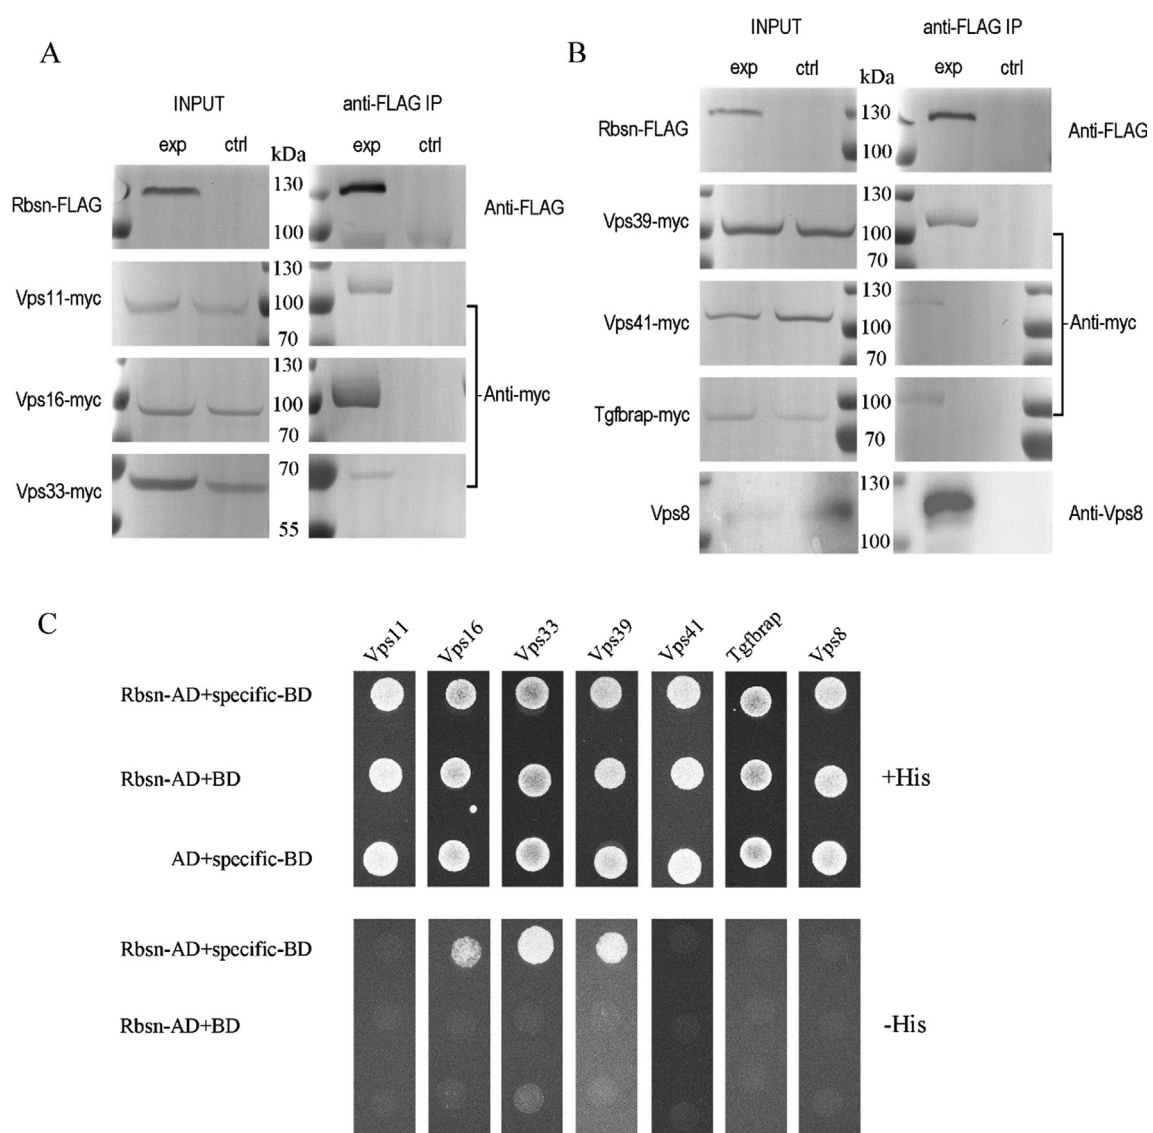 A
INPUT
anti-FLAG IP
exp
ctrl
kDa
exp
ctrl
Rbsn-FLAG
130
100
Anti-FLAG
Vps11-myc
130
100
70
Vps16-myc
130
100
70
Anti-myc
Vps33-myc
70
55
B
INPUT
anti-FLAG IP
exp
ctrl
kDa
exp
ctrl
Rbsn-FLAG
130
100
Anti-FLAG
Vps39-myc
130
100
70
Vps41-myc
130
100
70
Anti-myc
Tgfbrap-myc
100
70
Vps8
130
100
Anti-Vps8
C
Vps11
Vps16
Vps33
Vps39
Vps41
Tgfbrap
Vps8
Rbsn-AD+specific-BD
Rbsn-AD+BD
+His
AD+specific-BD
Rbsn-AD+specific-BD
Rbsn-AD+BD
-His